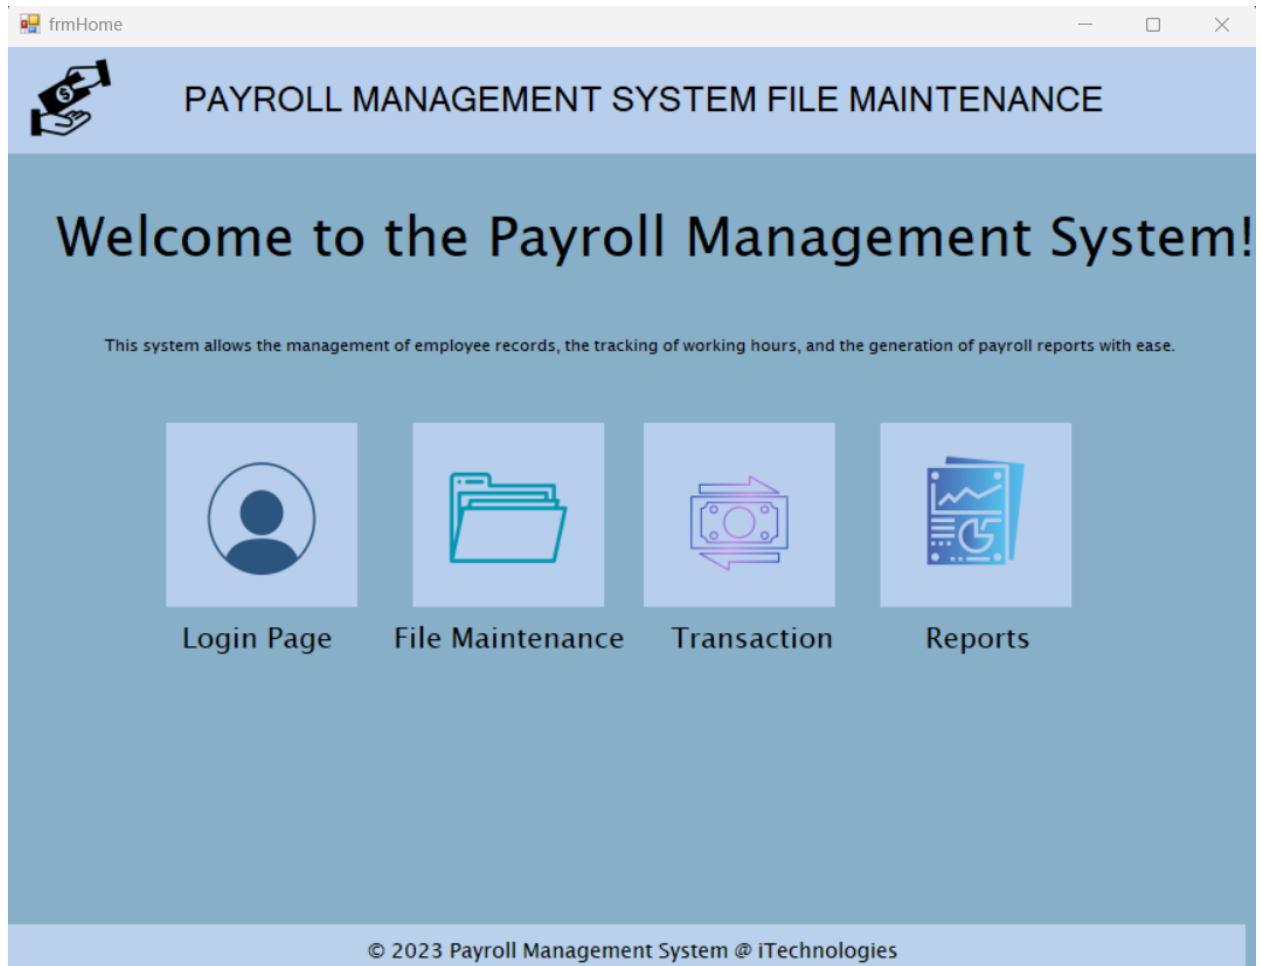 frmHome
PAYROLL MANAGEMENT SYSTEM FILE MAINTENANCE
Welcome to the Payroll Management System!
This system allows the management of employee records, the tracking of working hours, and the generation of payroll reports with ease.
$
Login Page
File Maintenance
Transaction
Reports
© 2023 Payroll Management System @ iTechnologies